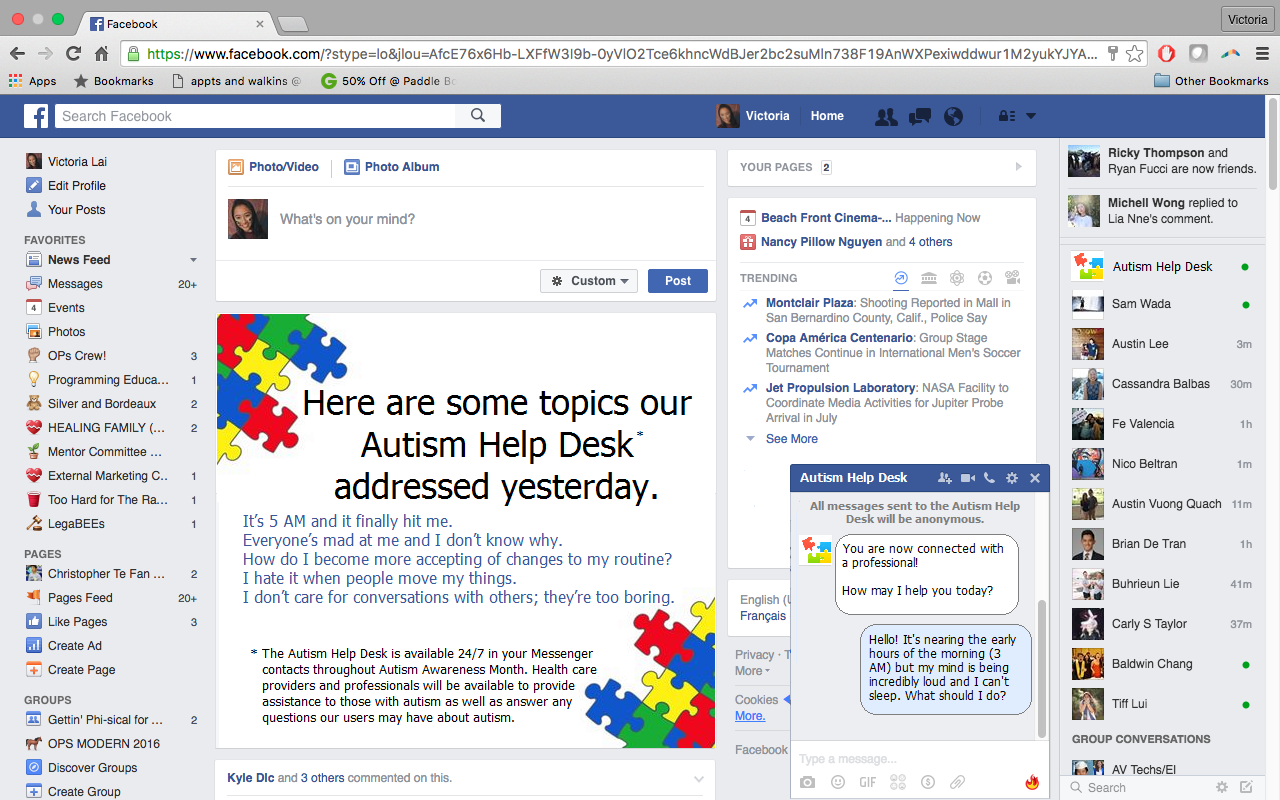 Facebook
Victoria
https://www.facebook.com/?stype=lo&jlou=AfcE76x6Hb-LXFfW3I9b-0yVlO2Tce6khncWdBJer2bc2suMln738F19AnWXPexiwddwur1M2yukYJYA...
Apps
Bookmarks
appts and walkins @
50% Off @ Paddle Bo
Other Bookmarks
Search Facebook
Victoria
Home
Victoria Lai
Edit Profile
Your Posts
FAVORITES
News Feed
Messages 20+
4 Events
Photos
OPs Crew! 3
Programming Educa... 1
Silver and Bordeaux 2
HEALING FAMILY (... 2
Mentor Committee ...
External Marketing C.. 1
Too Hard for The Ra... 1
LegaBEEs 1
PAGES
Christopher Te Fan ... 2
Pages Feed 20+
Like Pages 3
Create Ad
Create Page
GROUPS
Gettin' Phi-sical for ... 2
OPS MODERN 2016
Discover Groups
Create Group
Photo/Video
Photo Album
What's on your mind?
Custom
Post
Here are some topics our
Autism Help Desk*
addressed yesterday.
It's 5 AM and it finally hit me.
Everyone's mad at me and I don't know why.
How do I become more accepting of changes to my routine?
I hate it when people move my things.
I don't care for conversations with others; they're too boring.
* The Autism Help Desk is available 24/7 in your Messenger
contacts throughout Autism Awareness Month. Health care
providers and professionals will be available to provide
assistance to those with autism as well as answer any
questions our users may have about autism.
Kyle Dlc and 3 others commented on this.
YOUR PAGES 2
4 Beach Front Cinema-... Happening Now
Nancy Pillow Nguyen and 4 others
TRENDING
Montclair Plaza: Shooting Reported in Mall in
San Bernardino County, Calif., Police Say
Copa América Centenario: Group Stage
Matches Continue in International Men's Soccer
Tournament
Jet Propulsion Laboratory: NASA Facility to
Coordinate Media Activities for Jupiter Probe
Arrival in July
See More
English (U
Français
Privacy · T
More
Cookies
More.
Facebook
Autism Help Desk
All messages sent to the Autism Help
Desk will be anonymous.
You are now connected with
a professional!
How may I help you today?
Hello! It's nearing the early
hours of the morning (3
AM) but my mind is being
incredibly loud and I can't
sleep. What should I do?
Type a message...
GIF
Ricky Thompson and
Ryan Fucci are now friends.
Michell Wong replied to
Lia Nne's comment.
Autism Help Desk
Sam Wada
Austin Lee 3m
Cassandra Balbas 30m
Fe Valencia 1h
Nico Beltran 1m
Austin Vuong Quach 11m
Brian De Tran 1h
Buhrieun Lie 41m
Carly S Taylor 37m
Baldwin Chang
Tiff Lui
GROUP CONVERSATIONS
AV Techs/El
Search